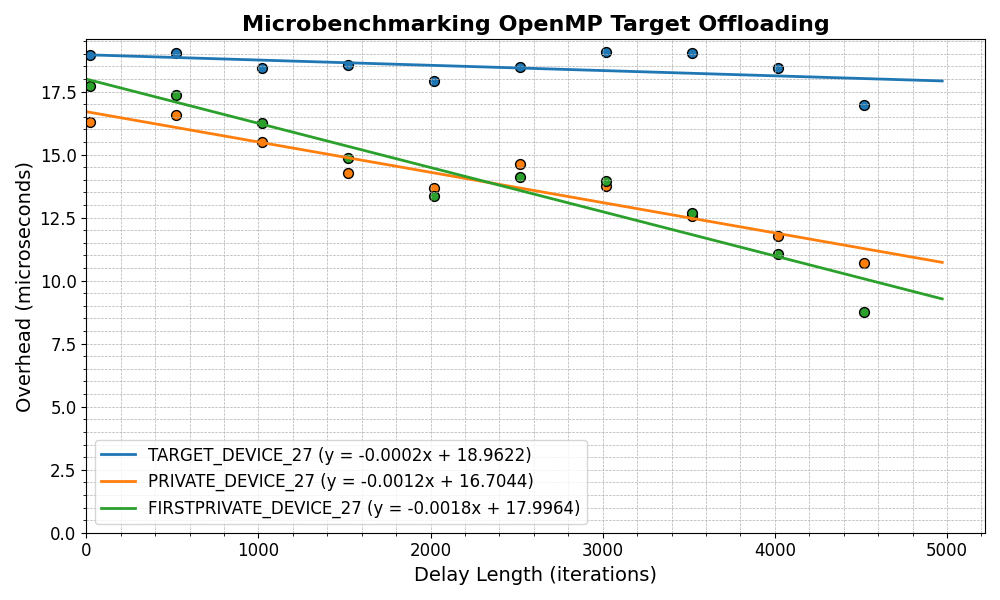 Microbenchmarking OpenMP Target Offloading
Overhead (microseconds)
17.5
15.0
12.5
10.0
7.5
5.0
2.5
0.0
TARGET_DEVICE_27 (y = -0.0002x + 18.9622)
PRIVATE_DEVICE_27 (y = -0.0012x + 16.7044)
FIRSTPRIVATE_DEVICE_27 (y = -0.0018x + 17.9964)
0 1000 2000 3000 4000 5000
Delay Length (iterations)